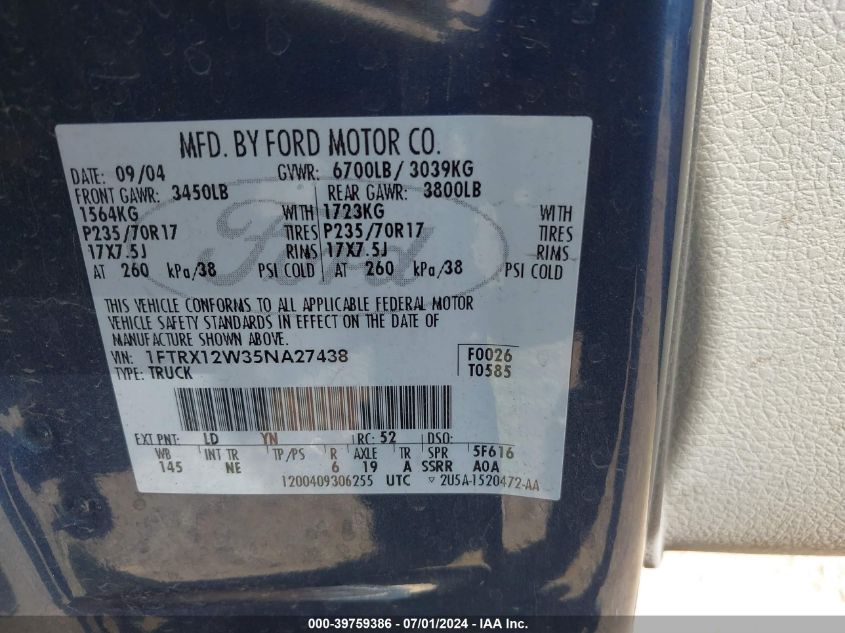 MFD. BY FORD MOTOR CO.
DATE: 09/04 GVWR: 6700LB/ 3039KG
FRONT GAWR: 3450LB REAR GAWR: 3800LB
1564KG WITH 1723KG WITH
P235/70R17 TIRES P235/70R17 TIRES
17X7.5J RIMS 17X7.5J RIMS
AT 260 kPa/38 PSI COLD AT 260 kPa/38 PSI COLD
Ford
THIS VEHICLE CONFORMS TO ALL APPLICABLE FEDERAL MOTOR
VEHICLE SAFETY STANDARDS IN EFFECT ON THE DATE OF
MANUFACTURE SHOWN ABOVE.
VIN: 1FTRX12W35NA27438 F0026
TYPE: TRUCK T0585
EXT PNT: LD YN RC: 52 DSO:
WB INT TR TP/PS R AXLE TR SPR 5F616
145 NE 6 19 A SSRR A0A
1200409306255 UTC ▽ 2U5A-1520472-AA
000-39759386 - 07/01/2024 - IAA Inc.